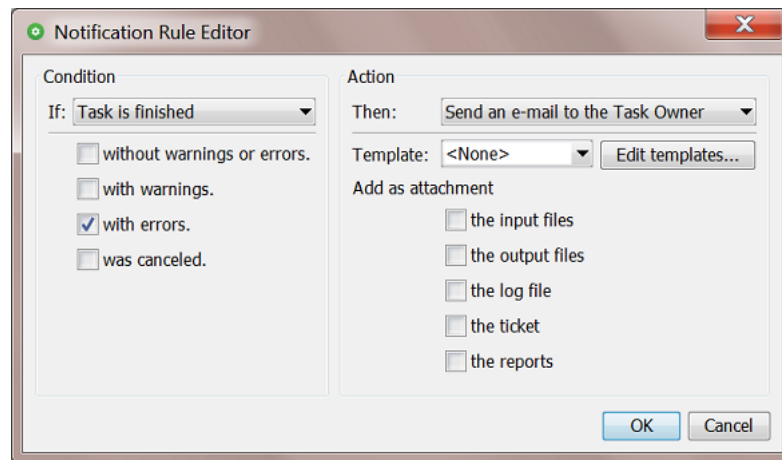 Notification Rule Editor
Condition
If: Task is finished
without warnings or errors.
with warnings.
with errors.
was canceled.
Action
Then: Send an e-mail to the Task Owner
Template: <None> Edit templates...
Add as attachment
the input files
the output files
the log file
the ticket
the reports
OK Cancel